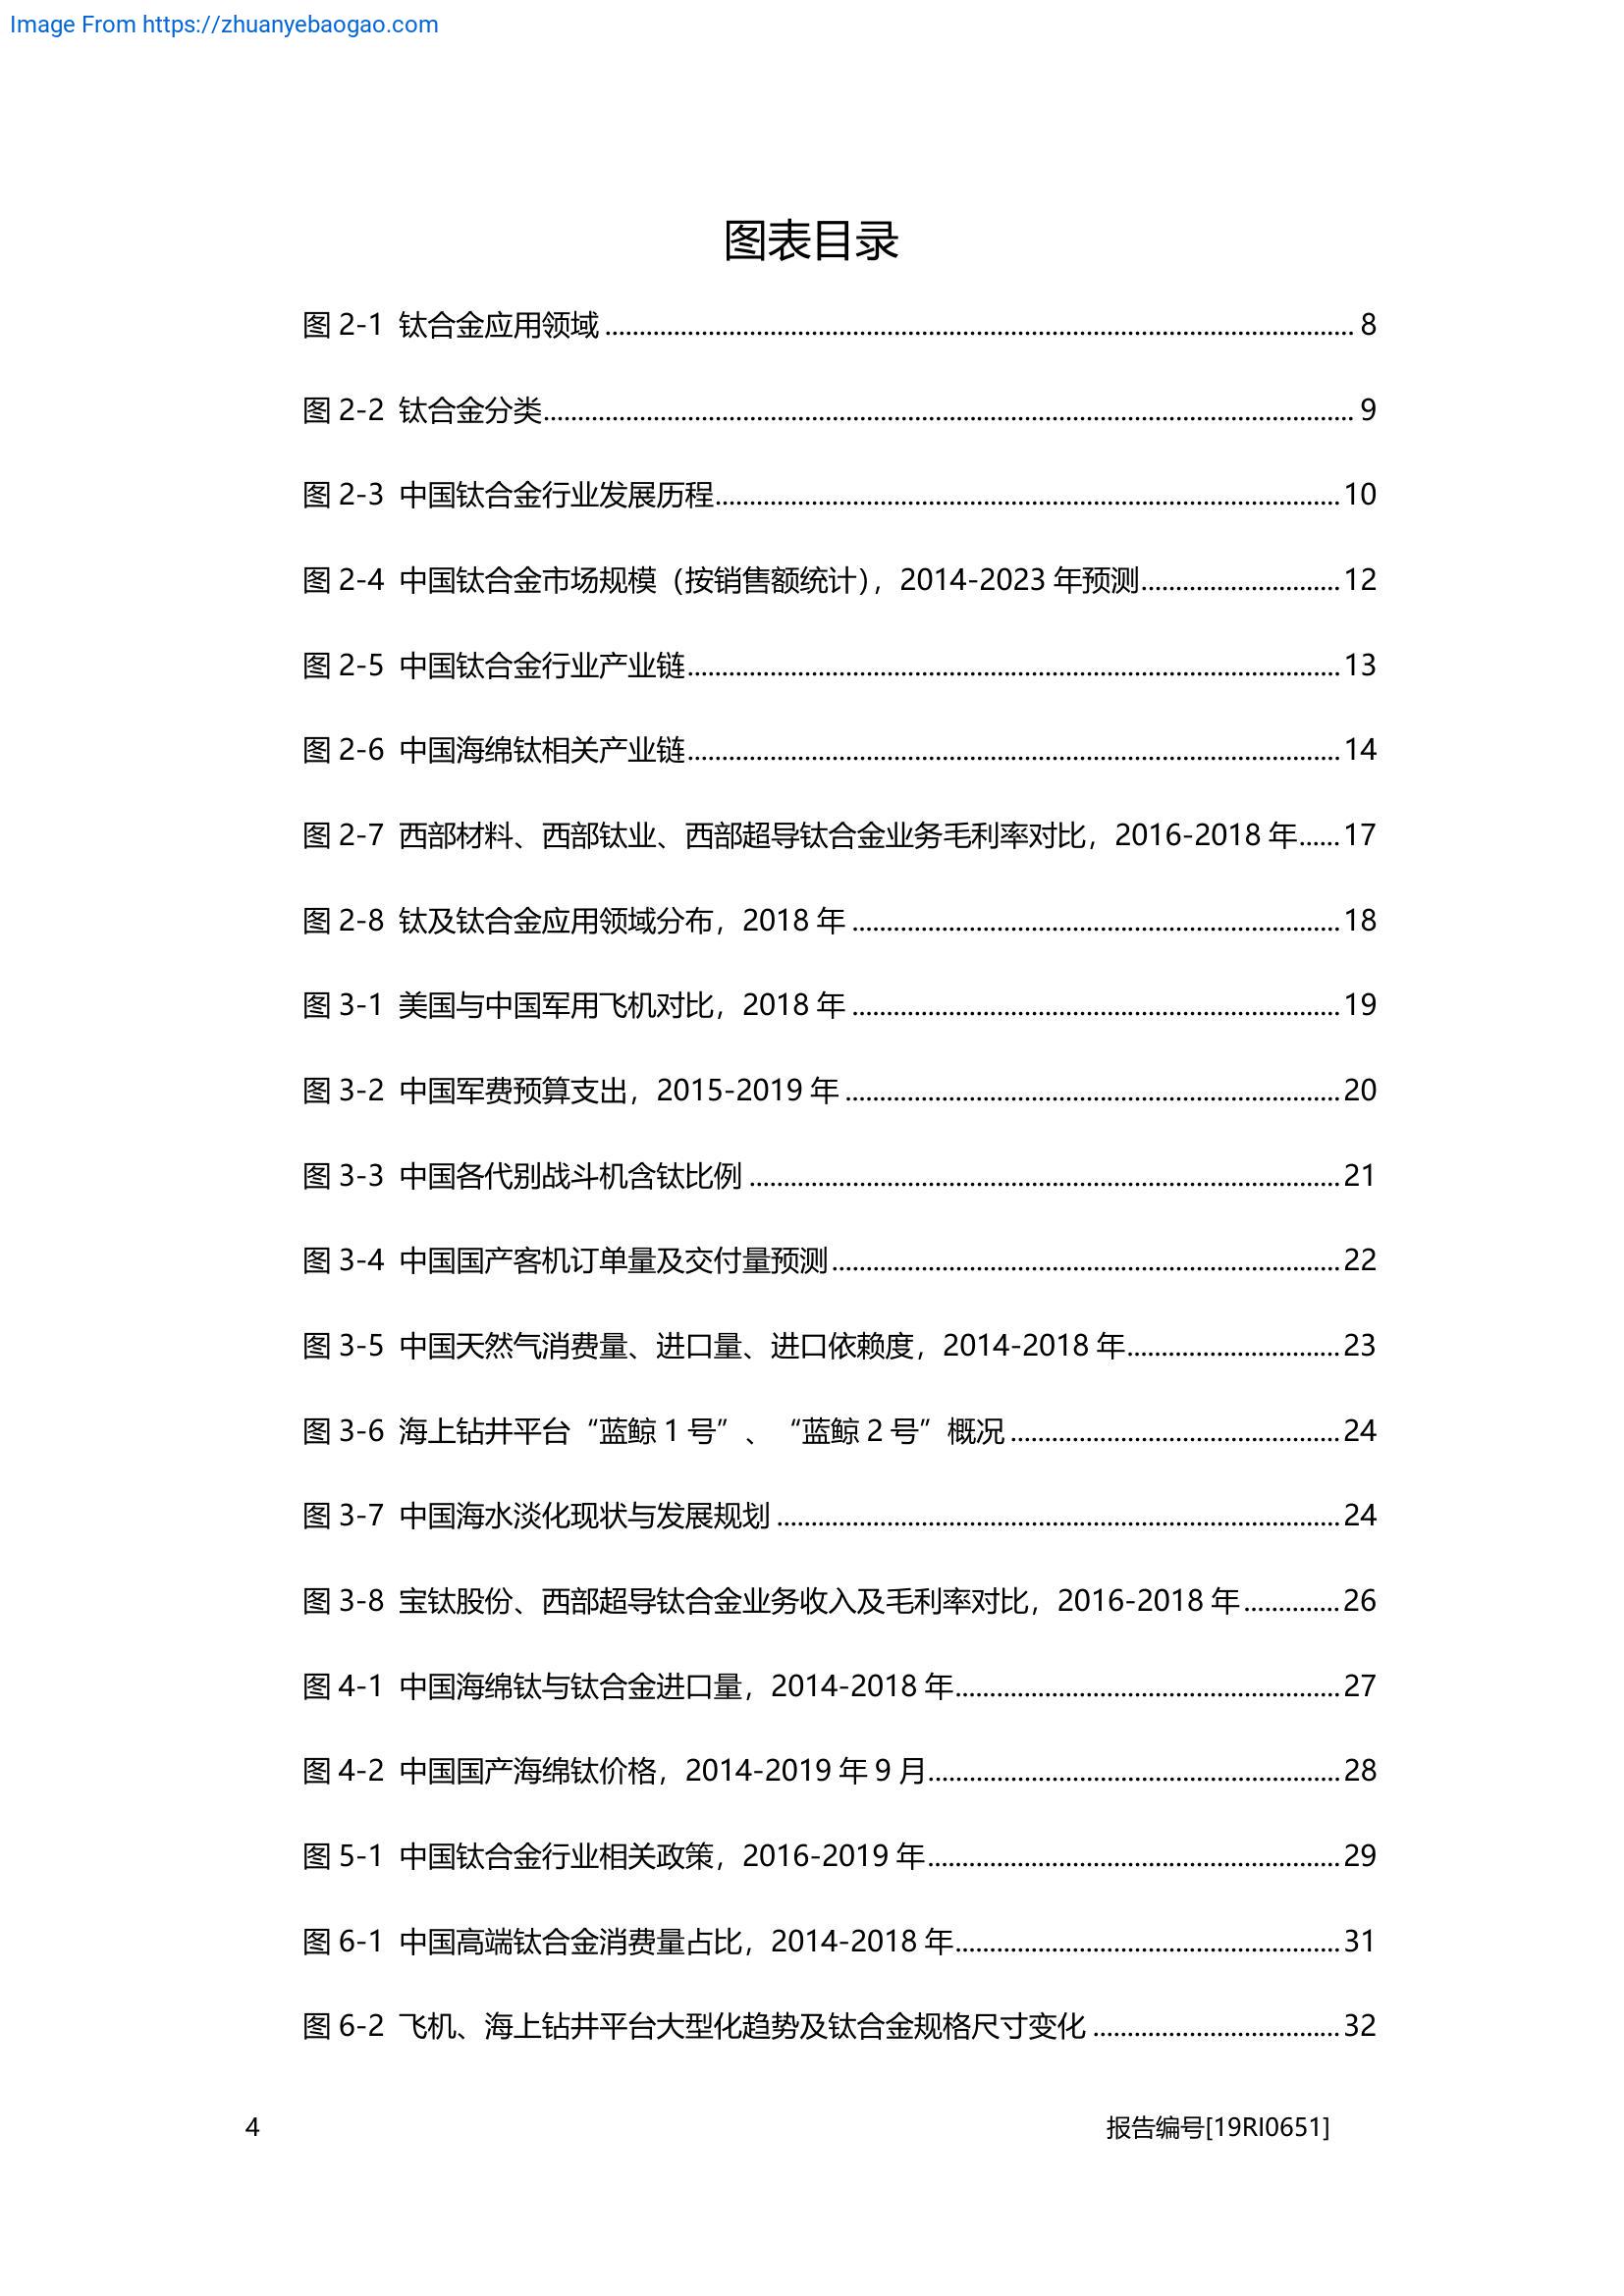 Image From https://zhuanyebaogao.com
图表目录
图 2-1 钛合金应用领域 ........................................ 8
图 2-2 钛合金分类 ........................................ 9
图 2-3 中国钛合金行业发展历程 ........................................ 10
图 2-4 中国钛合金市场规模（按销售额统计），2014-2023 年预测 ............................. 12
图 2-5 中国钛合金行业产业链 ........................................ 13
图 2-6 中国海绵钛相关产业链 ........................................ 14
图 2-7 西部材料、西部钛业、西部超导钛合金业务毛利率对比，2016-2018 年 ...... 17
图 2-8 钛及钛合金应用领域分布，2018 年 ........................................ 18
图 3-1 美国与中国军用飞机对比，2018 年 ........................................ 19
图 3-2 中国军费预算支出，2015-2019 年 ........................................ 20
图 3-3 中国各代别战斗机含钛比例 ........................................ 21
图 3-4 中国国产客机订单量及交付量预测 ........................................ 22
图 3-5 中国天然气消费量、进口量、进口依赖度，2014-2018 年 ............................... 23
图 3-6 海上钻井平台“蓝鲸 1 号”、“蓝鲸 2 号”概况 ........................................ 24
图 3-7 中国海水淡化现状与发展规划 ........................................ 24
图 3-8 宝钛股份、西部超导钛合金业务收入及毛利率对比，2016-2018 年 .............. 26
图 4-1 中国海绵钛与钛合金进口量，2014-2018 年 ........................................ 27
图 4-2 中国国产海绵钛价格，2014-2019 年 9 月 ........................................ 28
图 5-1 中国钛合金行业相关政策，2016-2019 年 ........................................ 29
图 6-1 中国高端钛合金消费量占比，2014-2018 年 ........................................ 31
图 6-2 飞机、海上钻井平台大型化趋势及钛合金规格尺寸变化 .................................... 32
4 报告编号[19RI0651]